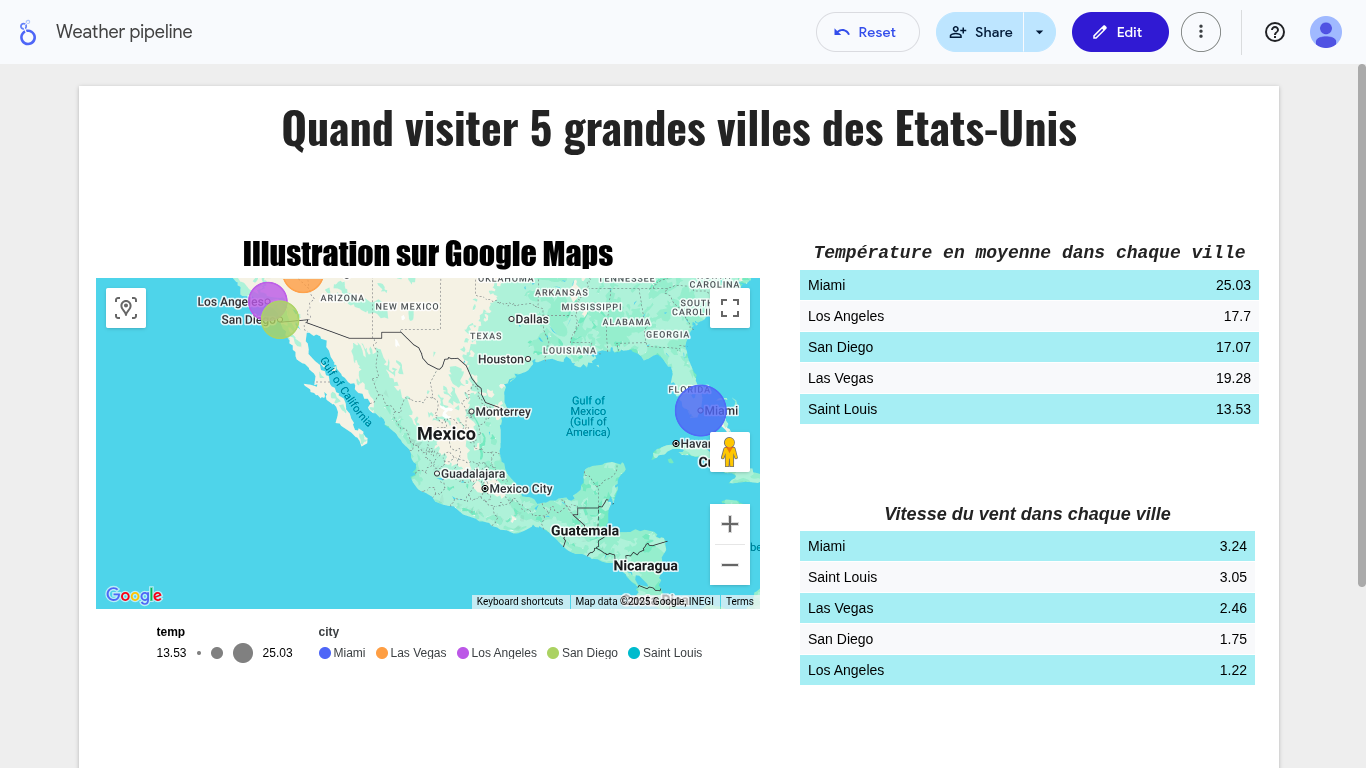 Weather pipeline
Reset
Share
Edit
Quand visiter 5 grandes villes des Etats-Unis
Illustration sur Google Maps
OKLAHOMA
TENNESSEE
NORTH
CAROLINA
ARKANSAS
Los Angeles
ARIZONA
NEW MEXICO
MISSISSIPPI
SOUTH
CAROLINA
San Diego
Dallas
ALABAMA
TEXAS
GEORGIA
LOUISIANA
Houston
Gulf of California
FLORIDA
Gulf of
Mexico
(Gulf of
America)
Monterrey
Miami
Mexico
Havan
Cu
Guadalajara
Mexico City
Guatemala
Nicaragua
Google
Keyboard shortcuts
Map data ©2025 Google, INEGI
Terms
temp
13.53
25.03
city
Miami
Las Vegas
Los Angeles
San Diego
Saint Louis
Température en moyenne dans chaque ville
Miami 25.03
Los Angeles 17.7
San Diego 17.07
Las Vegas 19.28
Saint Louis 13.53
Vitesse du vent dans chaque ville
Miami 3.24
Saint Louis 3.05
Las Vegas 2.46
San Diego 1.75
Los Angeles 1.22